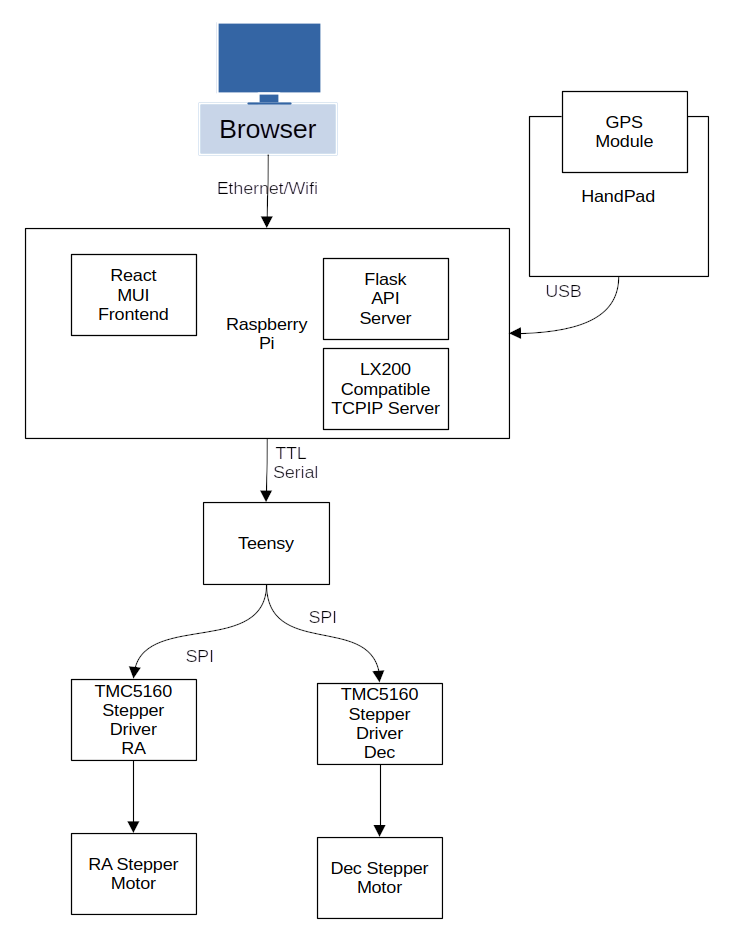 Browser
Ethernet/Wifi
GPS
Module
HandPad
USB
React
MUI
Frontend
Raspberry
Pi
Flask
API
Server
LX200
Compatible
TCPIP Server
TTL
Serial
Teensy
SPI
SPI
TMC5160
Stepper
Driver
RA
TMC5160
Stepper
Driver
Dec
RA Stepper
Motor
Dec Stepper
Motor